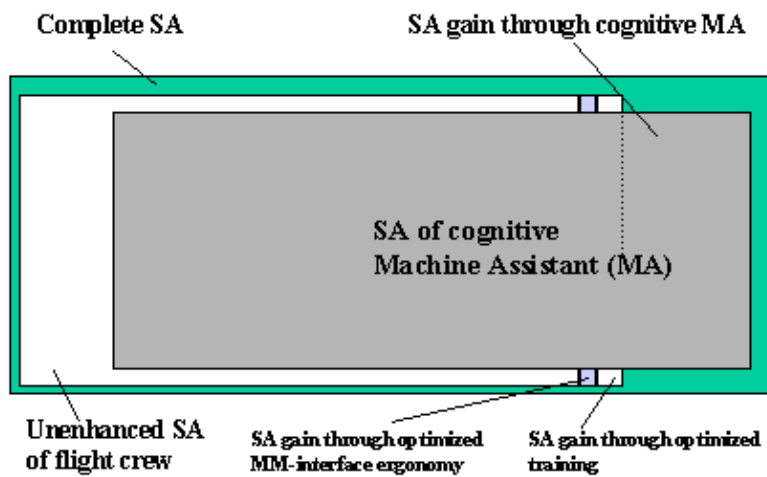 Complete SA
SA gain through cognitive MA
SA of cognitive
Machine Assistant (MA)
Unenhanced SA
of flight crew
SA gain through optimized
MM-interface ergonomy
SA gain through optimized
training